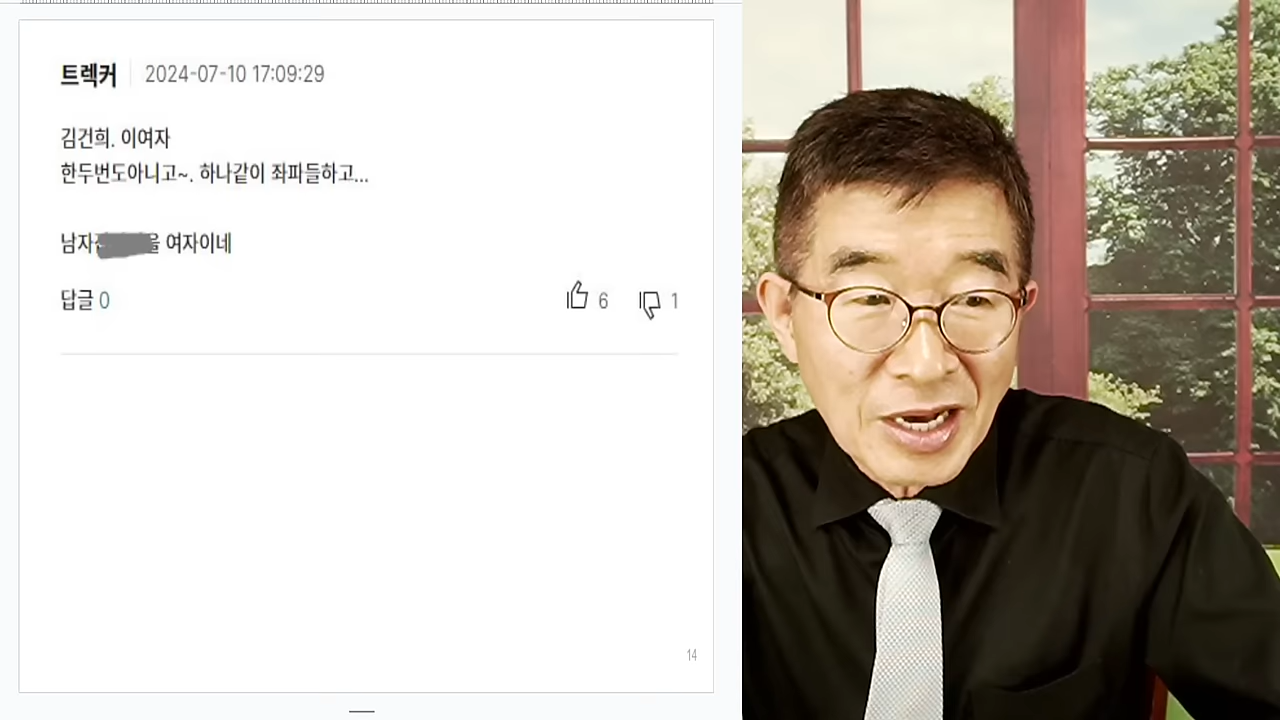 트렉커 2024-07-10 17:09:29
김건희. 이여자
한두번도아니고~. 하나같이 좌파들하고...
남자 여자이네
답글 0
6 1
14